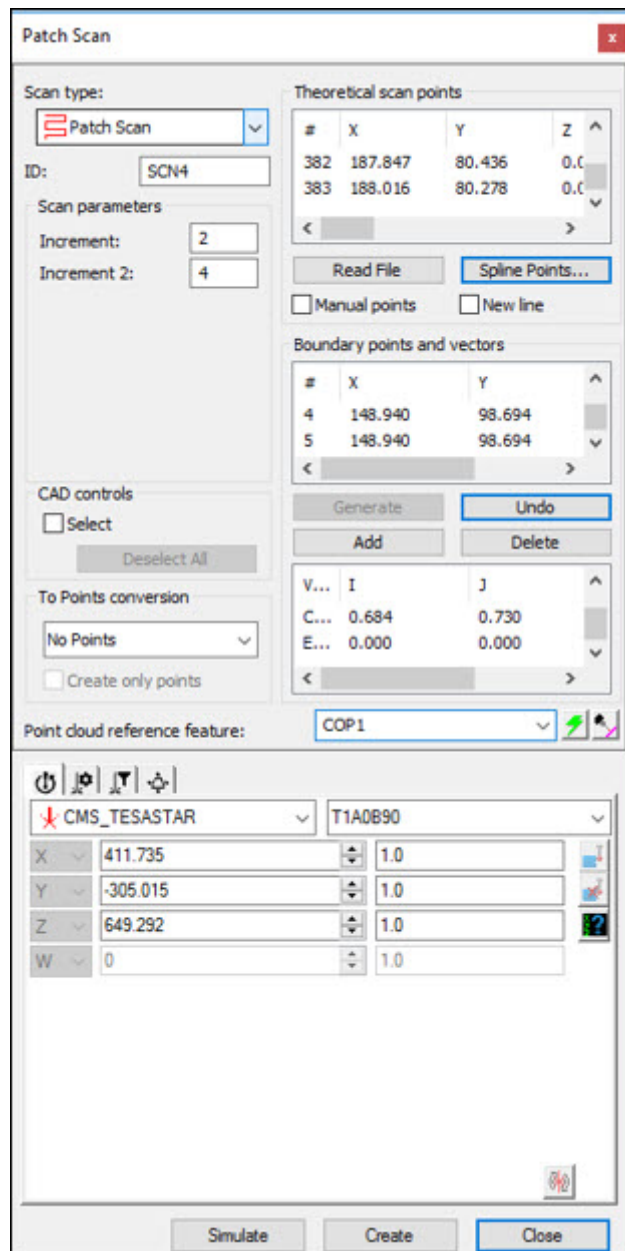 Patch Scan
x
Scan type:
Patch Scan
ID: SCN4
Scan parameters
Increment: 2
Increment 2: 4
CAD controls
Select
Deselect All
To Points conversion
No Points
Create only points
Theoretical scan points
# X Y Z
382 187.847 80.436 0.0
383 188.016 80.278 0.0
Read File Spline Points...
Manual points New line
Boundary points and vectors
# X Y
4 148.940 98.694
5 148.940 98.694
Generate Undo
Add Delete
V... I J
C... 0.684 0.730
E... 0.000 0.000
Point cloud reference feature: COP1
CMS_TESASTAR T1A0B90
X 411.735 1.0
Y -305.015 1.0
Z 649.292 1.0
W 0 1.0
Simulate Create Close